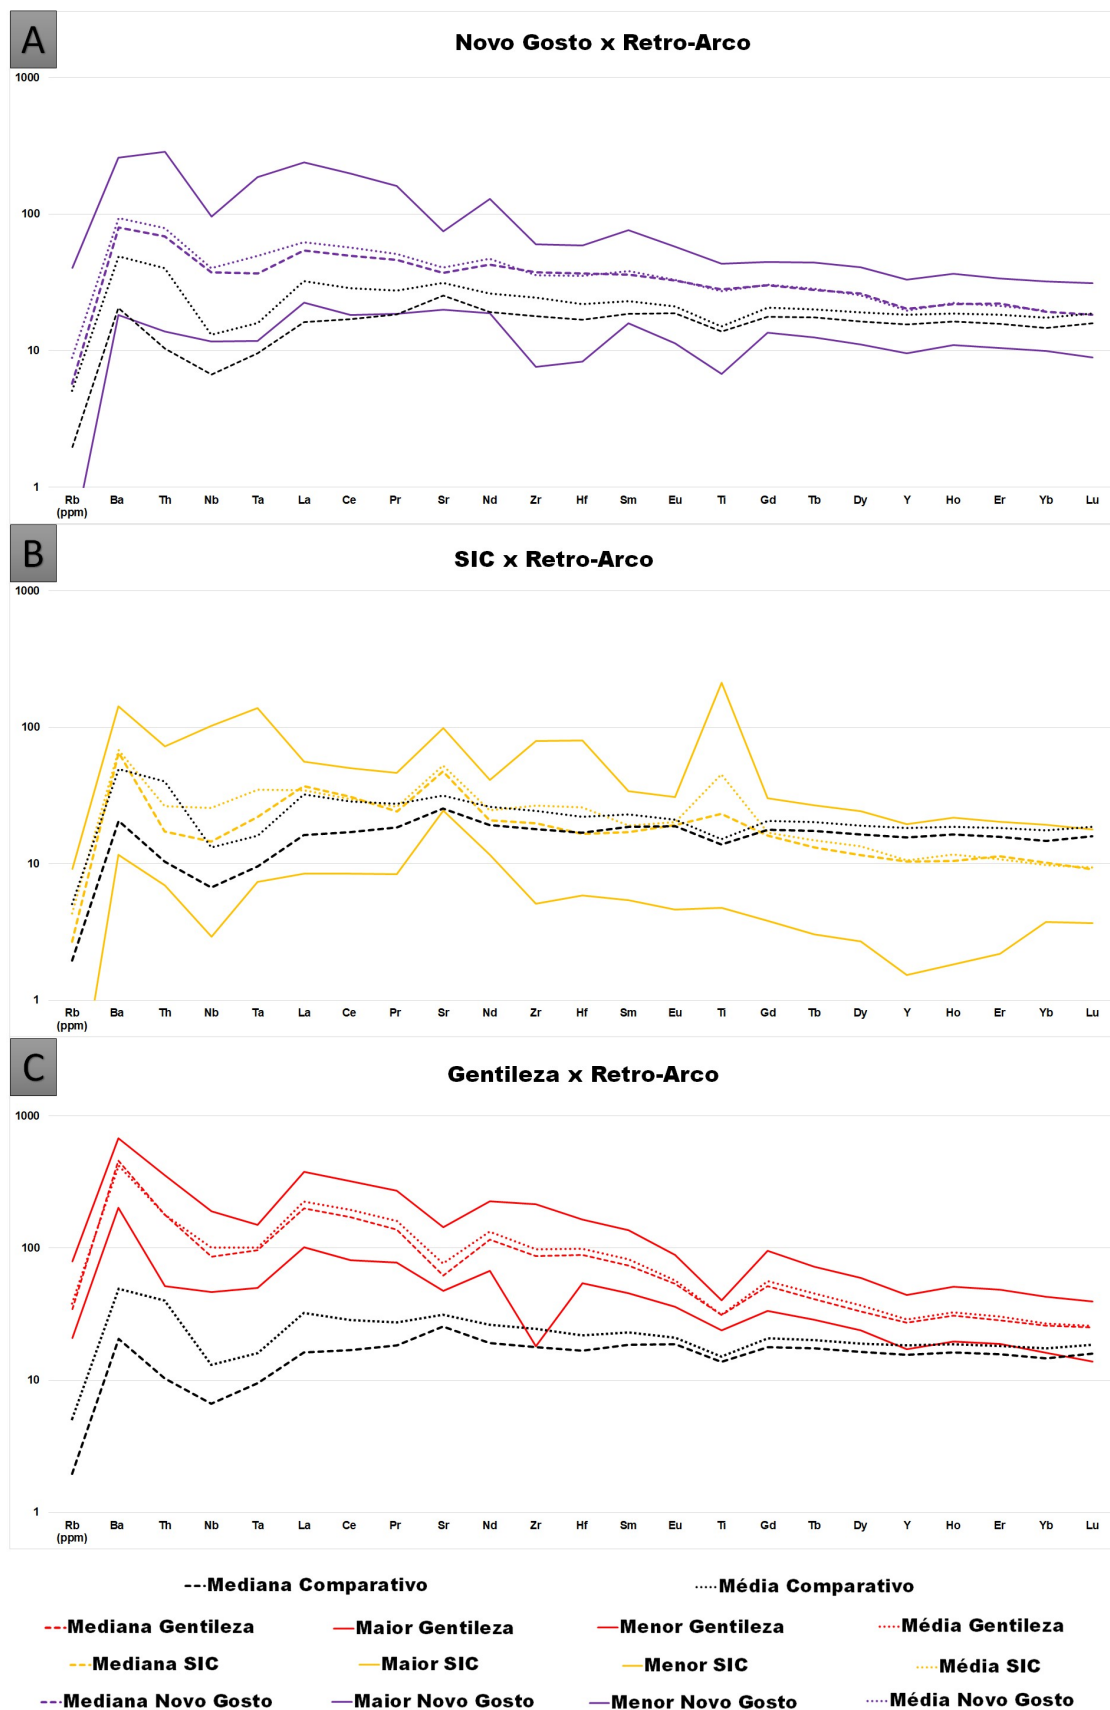 A
Novo Gosto x Retro-Arco
1000
100
10
1
Rb Ba Th Nb Ta La Ce Pr Sr Nd Zr Hf Sm Eu Ti Gd Tb Dy Y Ho Er Yb Lu
(ppm)
B
SIC x Retro-Arco
1000
100
10
1
Rb Ba Th Nb Ta La Ce Pr Sr Nd Zr Hf Sm Eu Ti Gd Tb Dy Y Ho Er Yb Lu
(ppm)
C
Gentileza x Retro-Arco
1000
100
10
1
Rb Ba Th Nb Ta La Ce Pr Sr Nd Zr Hf Sm Eu Ti Gd Tb Dy Y Ho Er Yb Lu
(ppm)
Mediana Comparativo Média Comparativo
Mediana Gentileza Maior Gentileza Menor Gentileza Média Gentileza
Mediana SIC Maior SIC Menor SIC Média SIC
Mediana Novo Gosto Maior Novo Gosto Menor Novo Gosto Média Novo Gosto